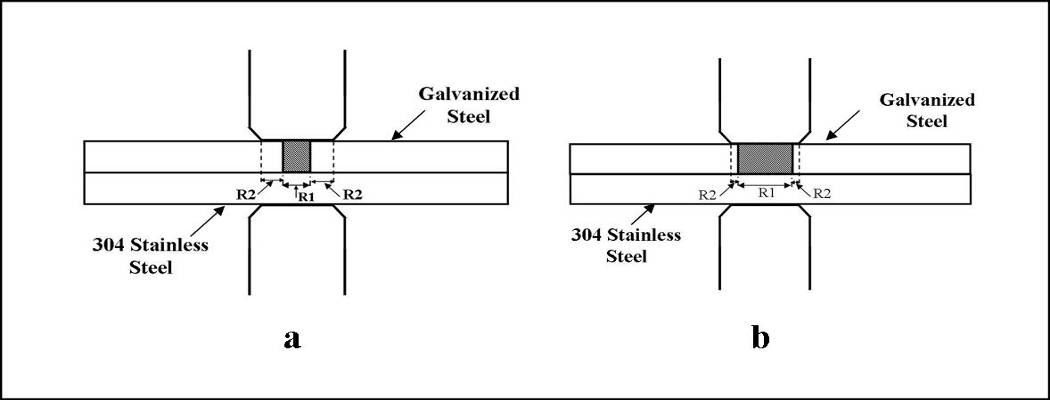 Galvanized
Steel
R2
R1
R2
304 Stainless
Steel
a
Galvanized
Steel
R2
R1
R2
304 Stainless
Steel
b